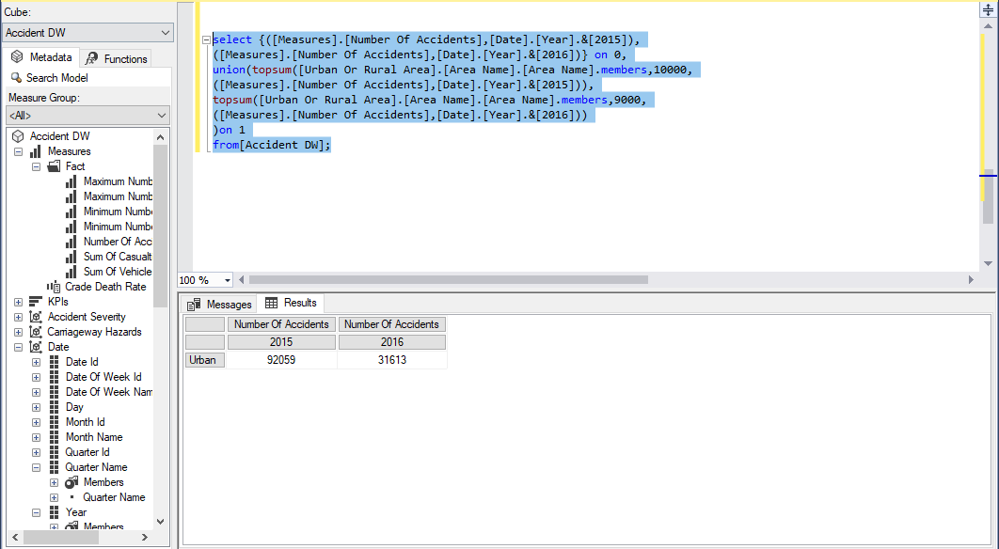 Cube:
Accident DW
Metadata
Functions
Search Model
Measure Group:
<All>
Accident DW
Measures
Fact
Maximum Numb
Maximum Numb
Minimum Numbe
Minimum Numbe
Number Of Acc
Sum Of Casualt
Sum Of Vehicle
Crade Death Rate
KPIs
Accident Severity
Carriageway Hazards
Date
Date Id
Date Of Week Id
Date Of Week Nam
Day
Month Id
Month Name
Quarter Id
Quarter Name
Members
Quarter Name
Year
Members
select {([Measures].[Number Of Accidents],[Date].[Year].&[2015]),
([Measures].[Number Of Accidents],[Date].[Year].&[2016])} on 0,
union(topsum([Urban Or Rural Area].[Area Name].[Area Name].members,10000,
([Measures].[Number Of Accidents],[Date].[Year].&[2015])),
topsum([Urban Or Rural Area].[Area Name].[Area Name].members,9000,
([Measures].[Number Of Accidents],[Date].[Year].&[2016]))
)on 1
from[Accident DW];
100 %
Messages
Results
Number Of Accidents Number Of Accidents
2015 2016
Urban 92059 31613